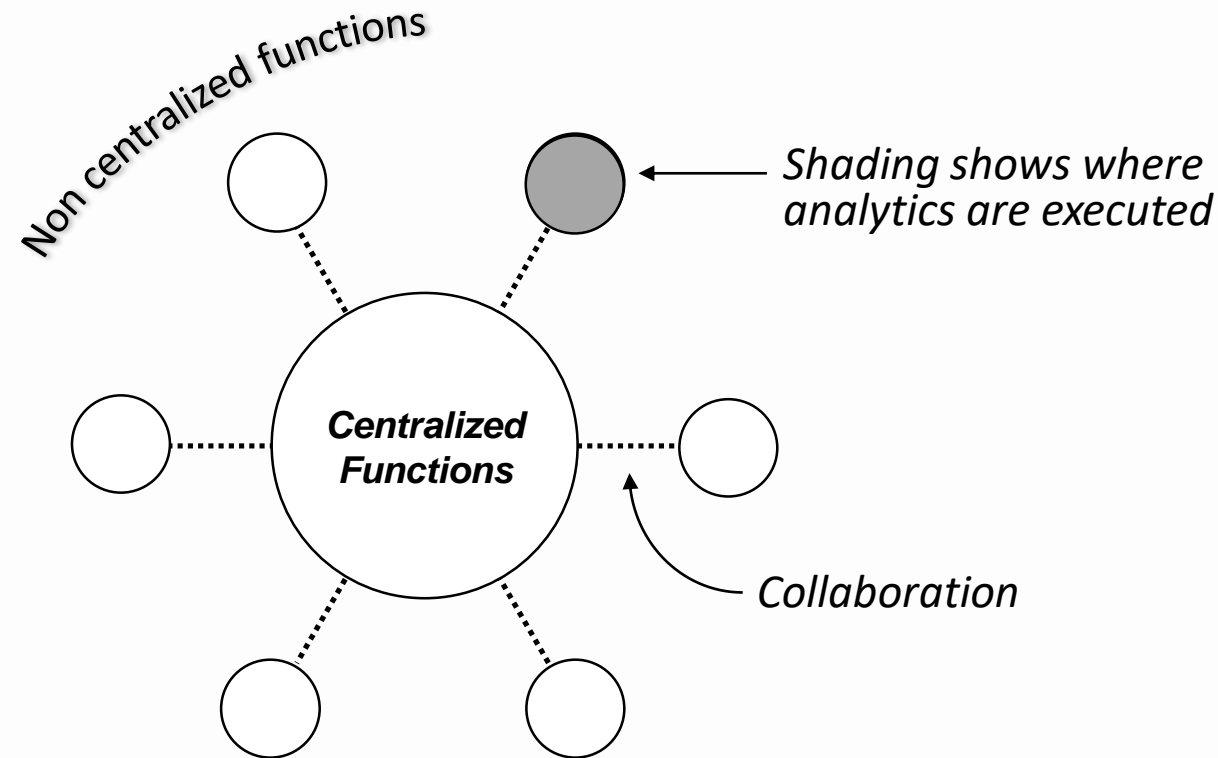 Non centralized functions
Shading shows where
analytics are executed
Centralized
Functions
Collaboration